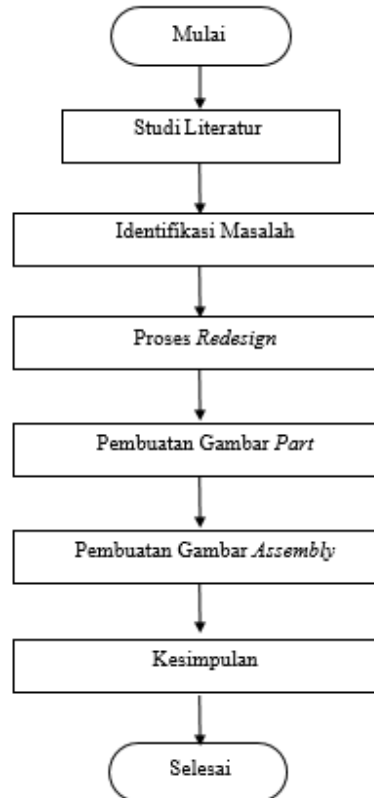 Mulai
Studi Literatur
Identifikasi Masalah
Proses Redesign
Pembuatan Gambar Part
Pembuatan Gambar Assembly
Kesimpulan
Selesai